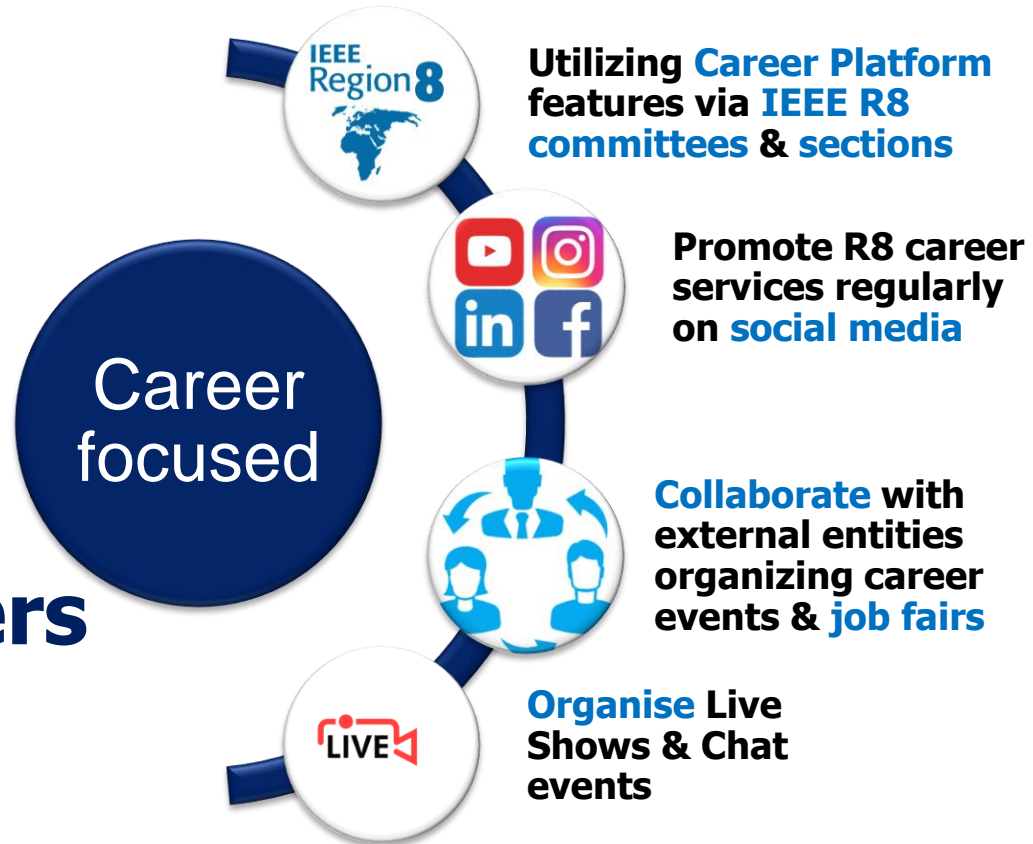 IEEE
Region 8
Utilizing Career Platform
features via IEEE R8
committees & sections
in f
Promote R8 career
services regularly
on social media
Career
focused
Collaborate with
external entities
organizing career
events & job fairs
ers
LIVE
Organise Live
Shows & Chat
events